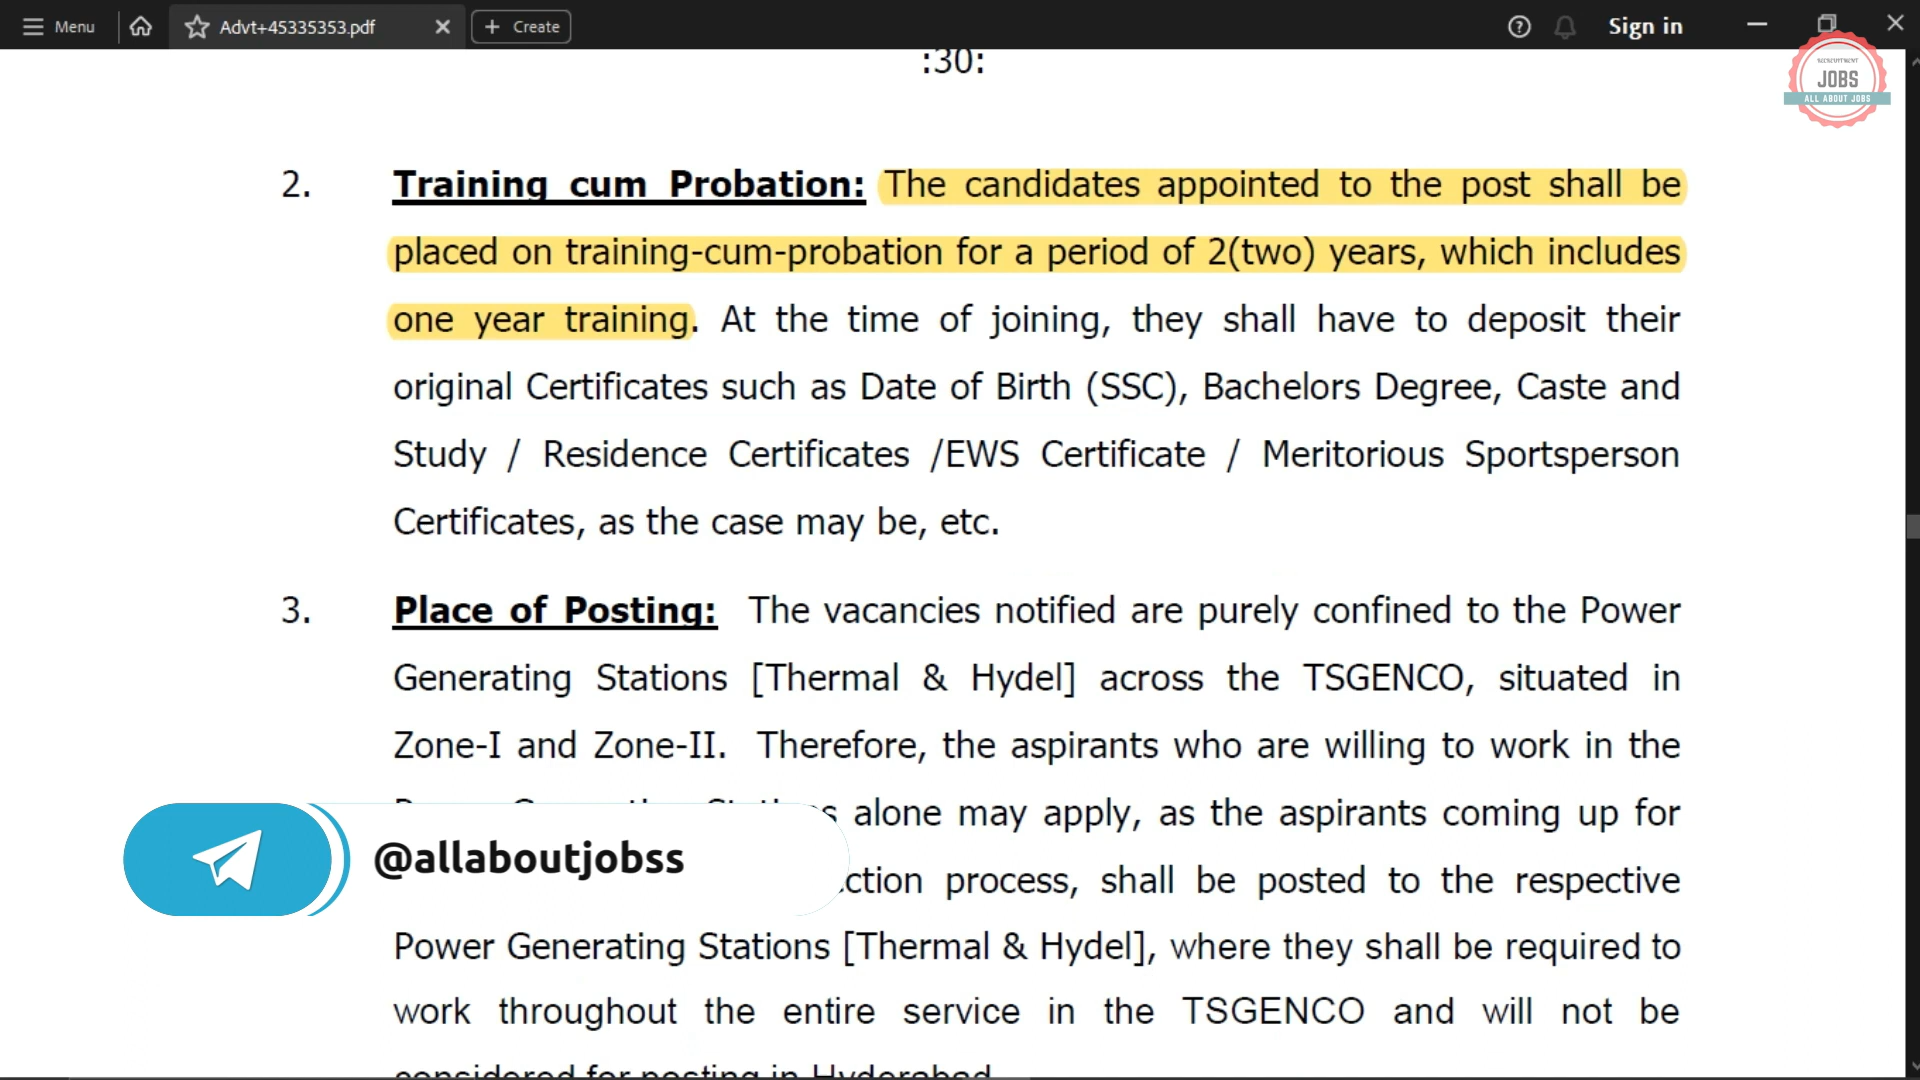 Menu
Advt+45335353.pdf
Create
Sign in
:30:
RECRUITMENT
JOBS
ALL ABOUT JOBS
2. Training cum Probation: The candidates appointed to the post shall be
placed on training-cum-probation for a period of 2(two) years, which includes
one year training. At the time of joining, they shall have to deposit their
original Certificates such as Date of Birth (SSC), Bachelors Degree, Caste and
Study / Residence Certificates /EWS Certificate / Meritorious Sportsperson
Certificates, as the case may be, etc.
3. Place of Posting: The vacancies notified are purely confined to the Power
Generating Stations [Thermal & Hydel] across the TSGENCO, situated in
Zone-I and Zone-II. Therefore, the aspirants who are willing to work in the
alone may apply, as the aspirants coming up for
@allaboutjobss
process, shall be posted to the respective
Power Generating Stations [Thermal & Hydel], where they shall be required to
work throughout the entire service in the TSGENCO and will not be
considered for posting in Hyderabad